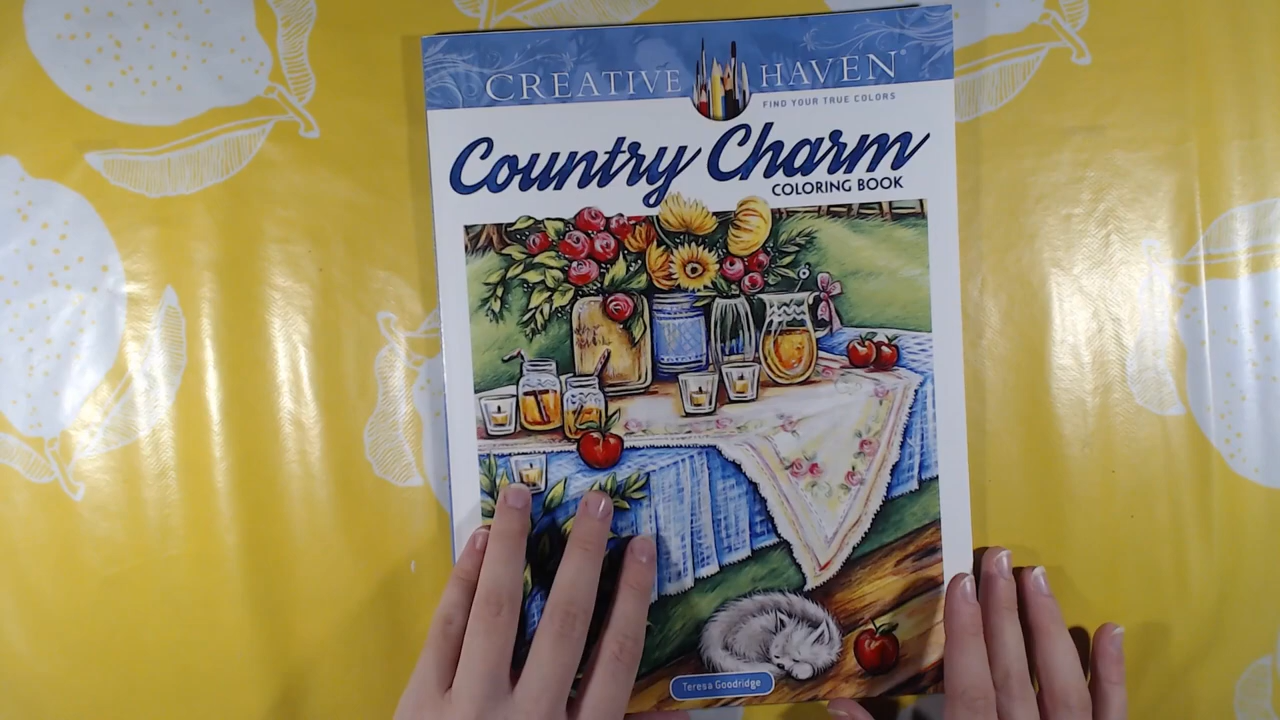 CREATIVE HAVEN®
FIND YOUR TRUE COLORS
Country Charm
COLORING BOOK
Teresa Goodridge